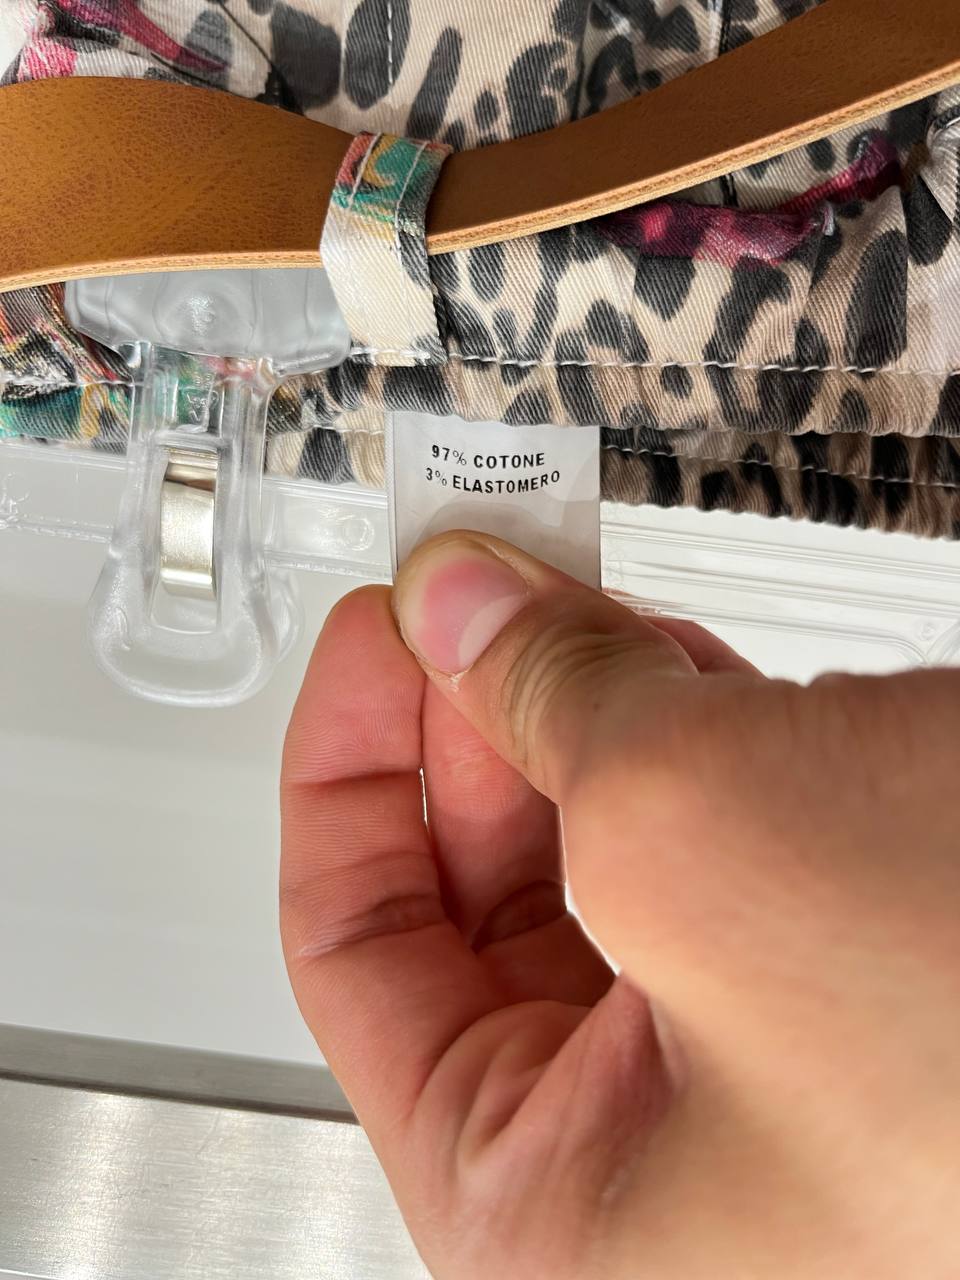 97% COTONE
3% ELASTOMERO